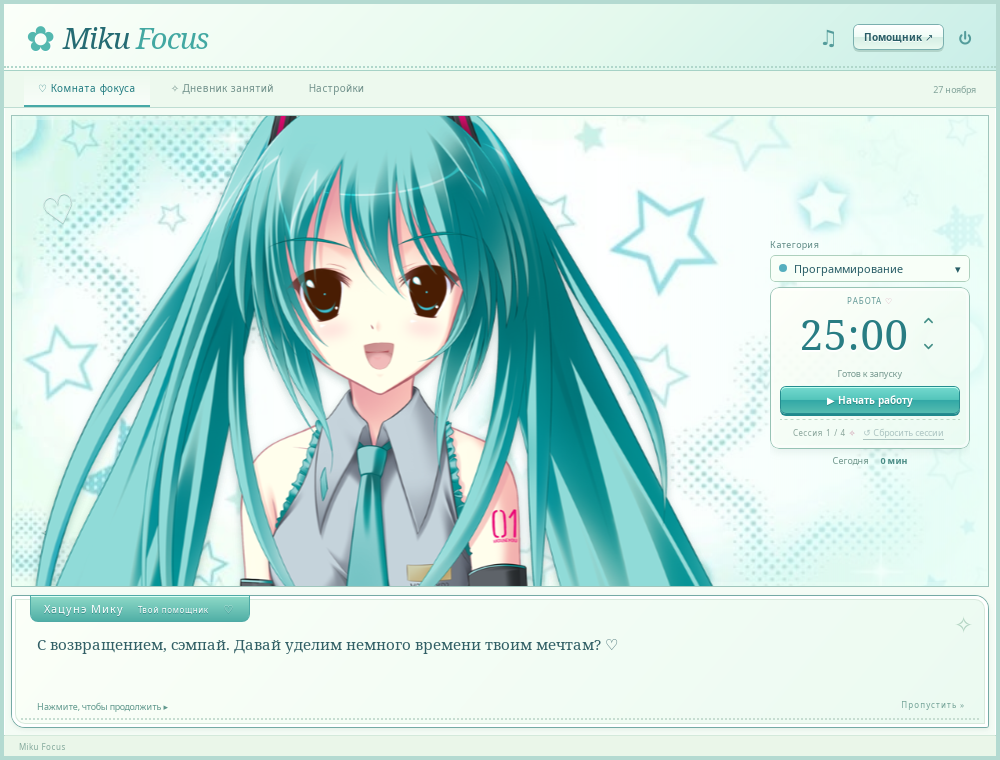 ✿ Miku Focus
♫ Помощник ↗
♡ Комната фокуса ✧ Дневник занятий Настройки 27 ноября
Категория
Программирование ▾
РАБОТА ♡
25:00
Готов к запуску
▶ Начать работу
Сессия 1 / 4 ✧ ↺ Сбросить сессии
Сегодня 0 мин
01
Хацунэ Мику Твой помощник ♡
С возвращением, сэмпай. Давай уделим немного времени твоим мечтам? ♡
Нажмите, чтобы продолжить ▸ Пропустить »
Miku Focus